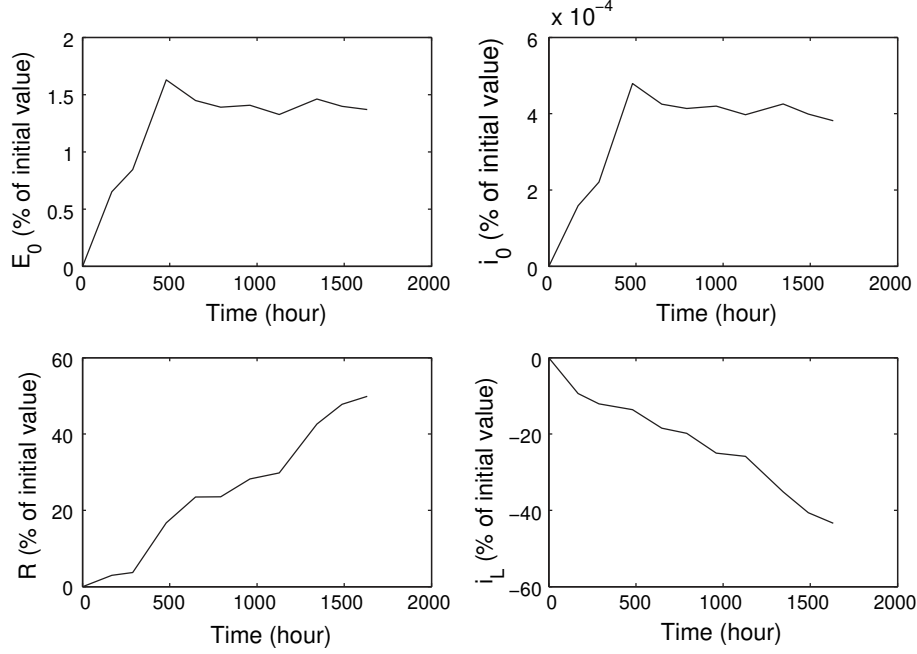 E_0 (% of initial value)
2
1.5
1
0.5
0
0 500 1000 1500 2000
Time (hour)
x 10^-4
i_0 (% of initial value)
6
4
2
0
0 500 1000 1500 2000
Time (hour)
R (% of initial value)
60
40
20
0
0 500 1000 1500 2000
Time (hour)
i_L (% of initial value)
0
−20
−40
−60
0 500 1000 1500 2000
Time (hour)